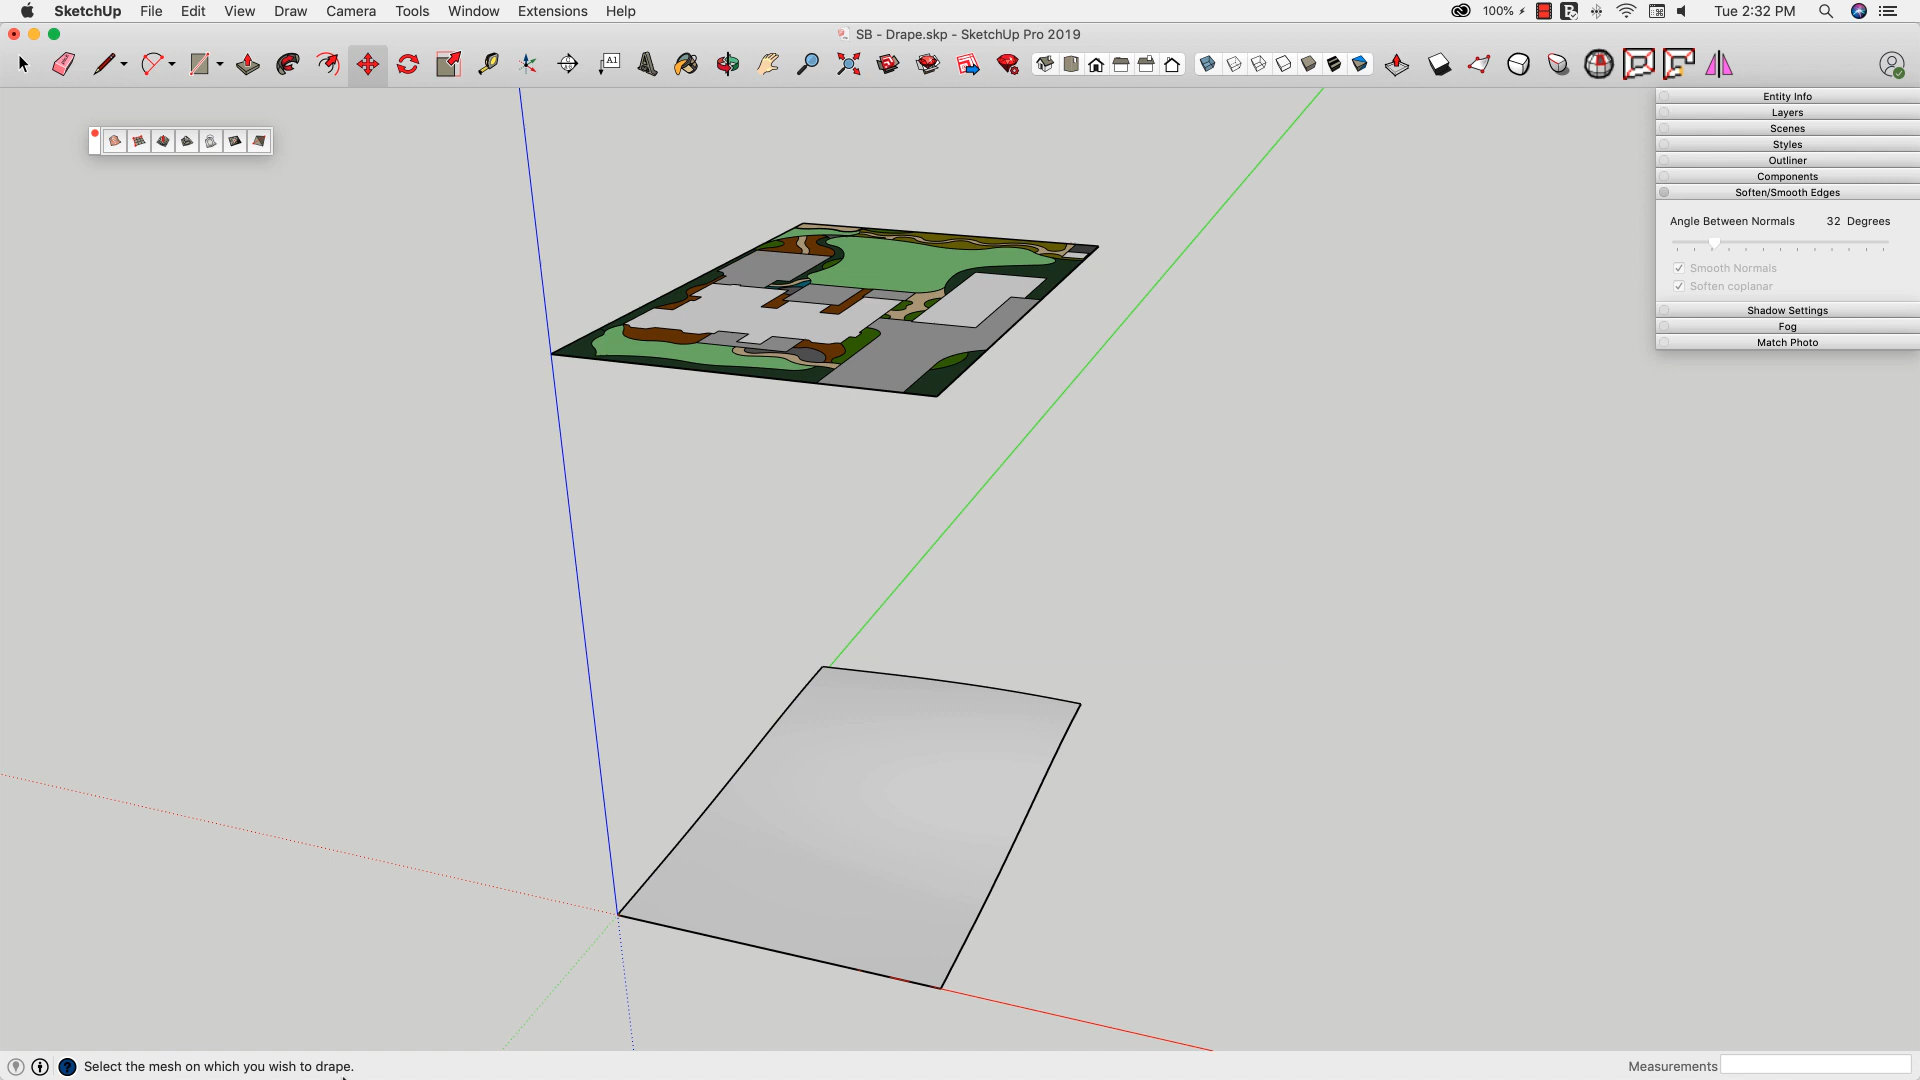 SketchUp File Edit View Draw Camera Tools Window Extensions Help 100% Tue 2:32 PM
SB - Drape.skp - SketchUp Pro 2019
A1
Entity Info
Layers
Scenes
Styles
Outliner
Components
Soften/Smooth Edges
Angle Between Normals 32 Degrees
Smooth Normals
Soften coplanar
Shadow Settings
Fog
Match Photo
Select the mesh on which you wish to drape.
Measurements